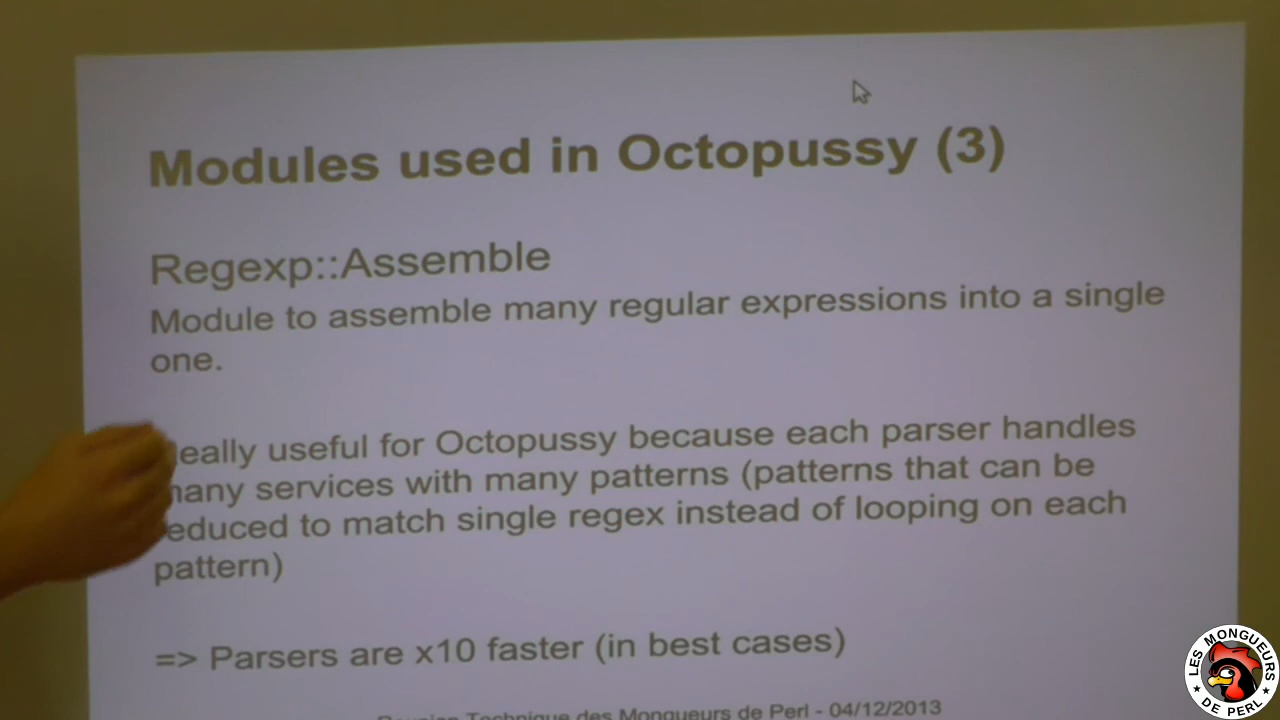 Modules used in Octopussy (3)
Regexp::Assemble
Module to assemble many regular expressions into a single
one.
eally useful for Octopussy because each parser handles
many services with many patterns (patterns that can be
educed to match single regex instead of looping on each
pattern)
=> Parsers are x10 faster (in best cases)
Technique des Mongueurs de Perl - 04/12/2013
LES MONGUEURS
★ DE PERL ★